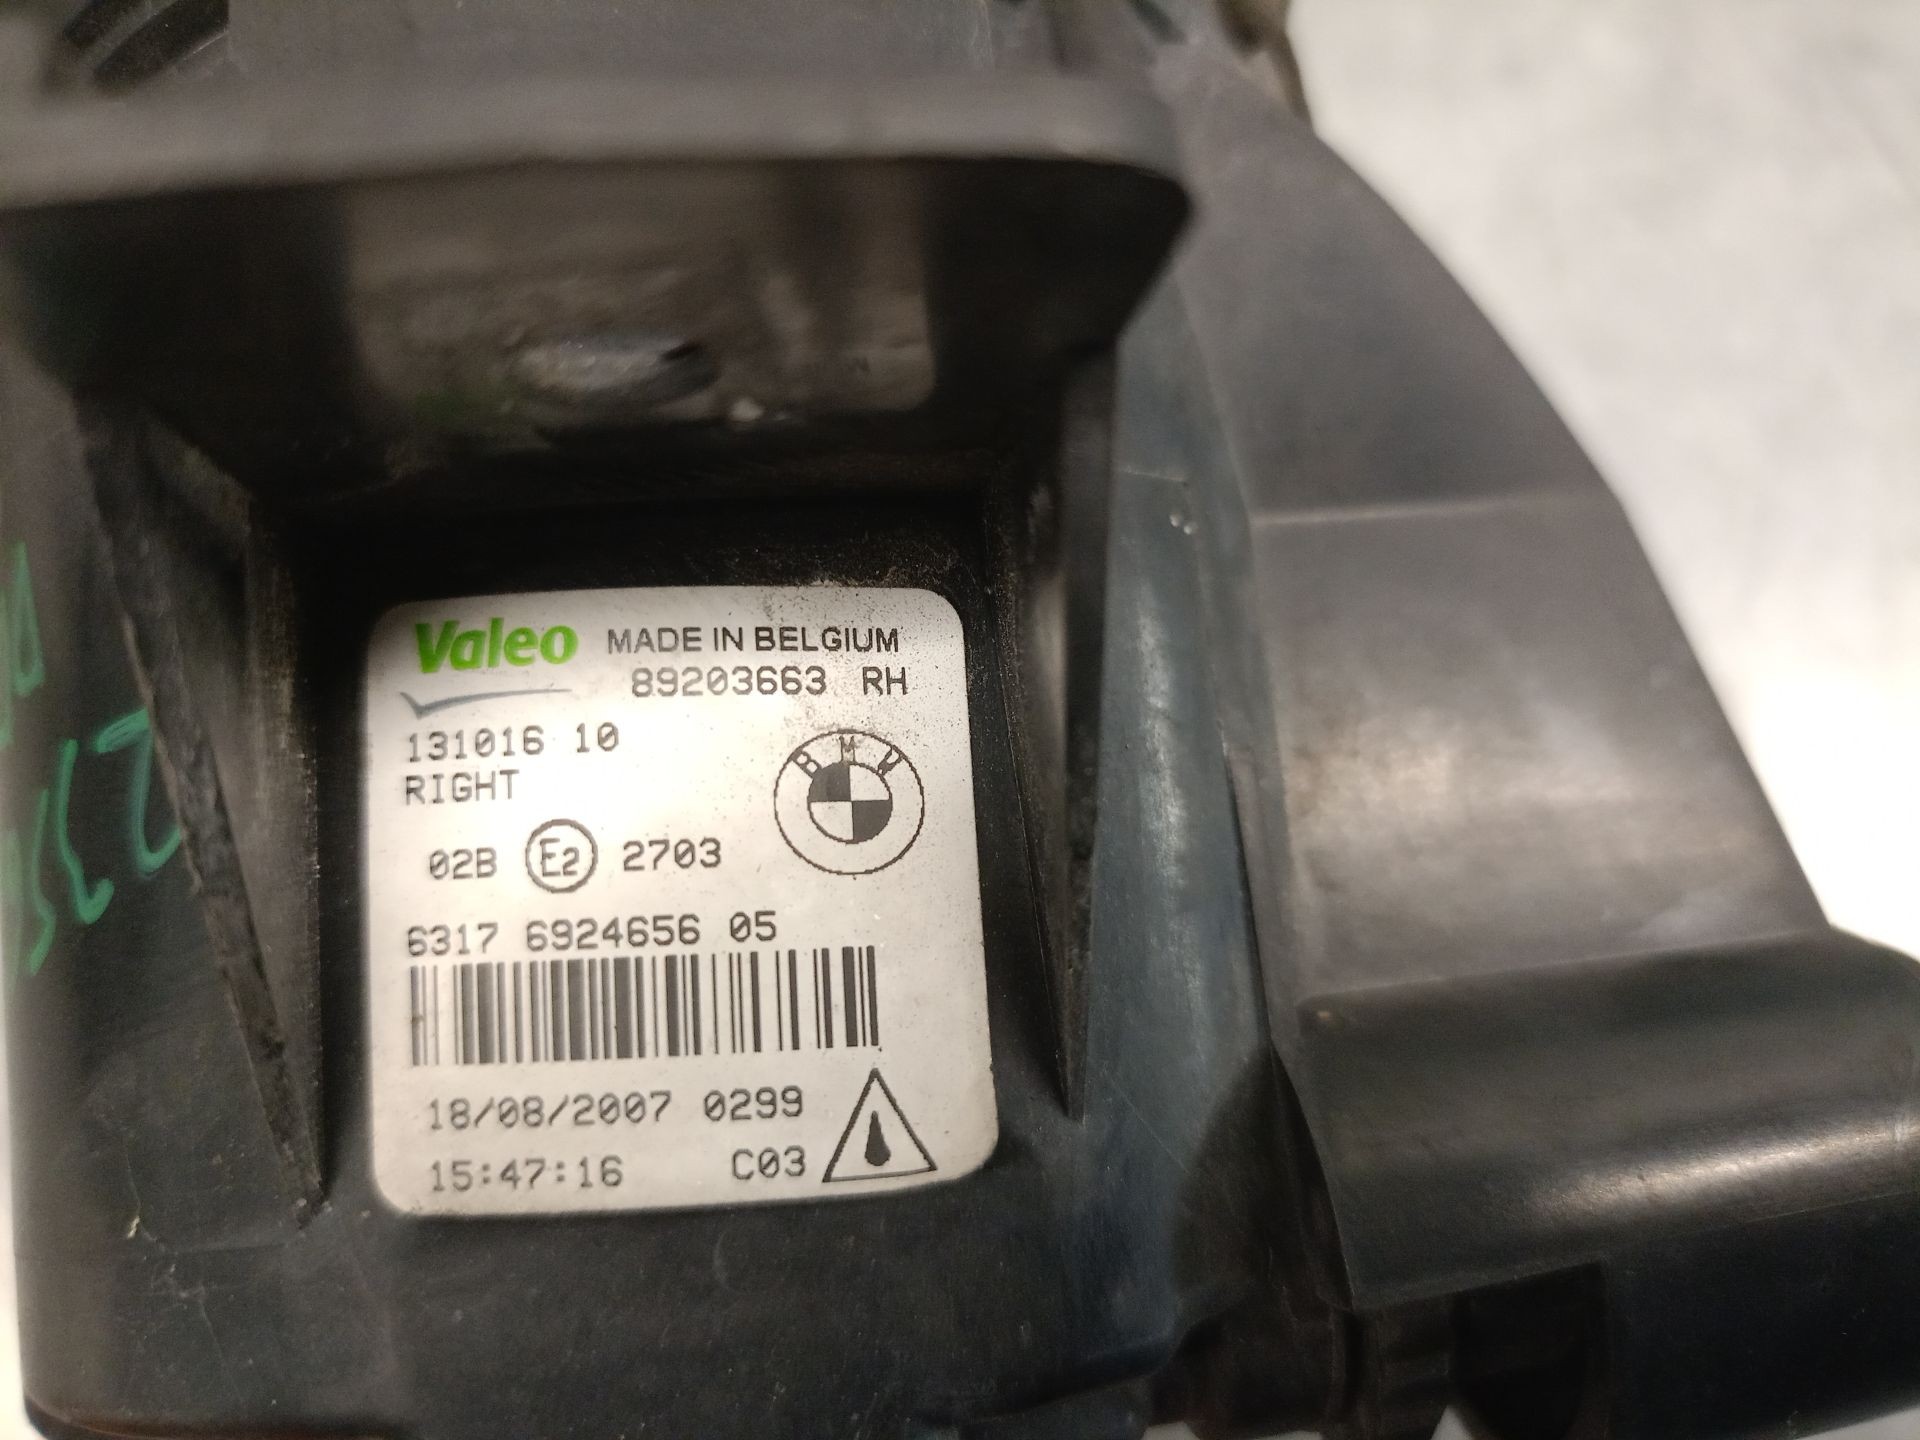 Valeo MADE IN BELGIUM
89203663 RH
131016 10
RIGHT
BMW
02B E2 2703
6317 6924656 05
18/08/2007 0299
15:47:16 C03